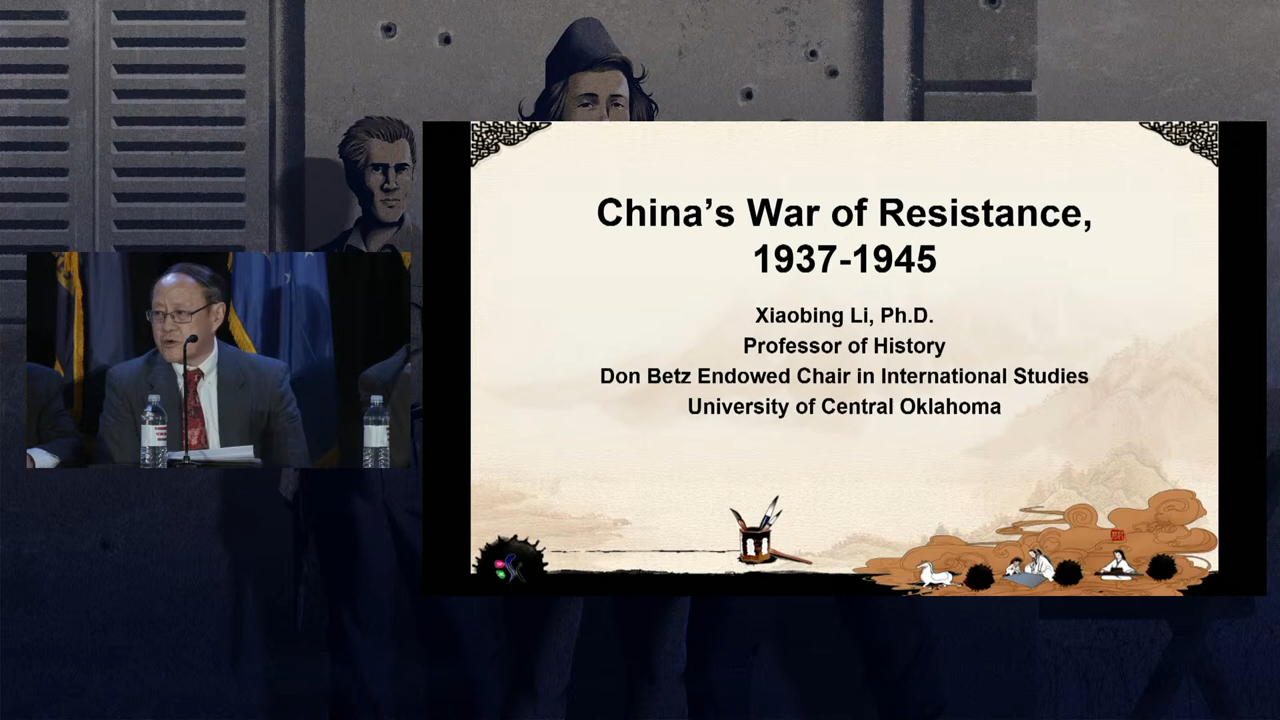 China’s War of Resistance,
1937-1945
Xiaobing Li, Ph.D.
Professor of History
Don Betz Endowed Chair in International Studies
University of Central Oklahoma